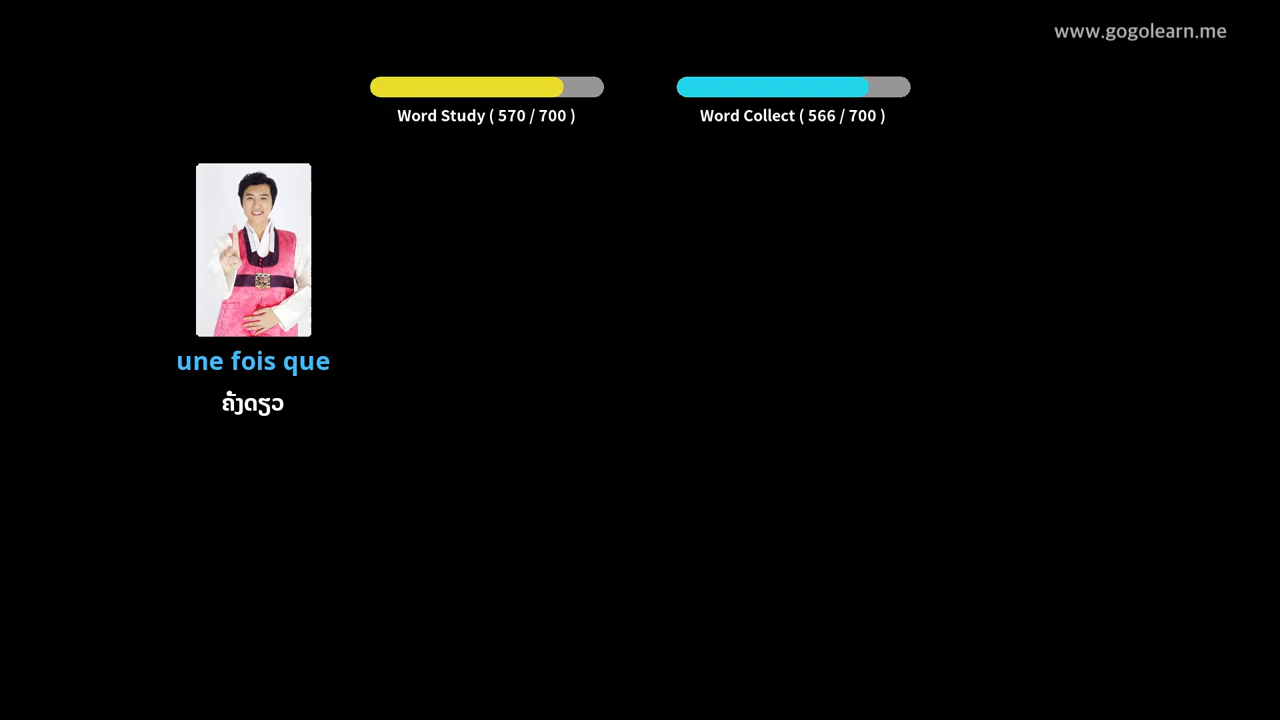 www.gogolearn.me
Word Study ( 570 / 700 )
Word Collect ( 566 / 700 )
une fois que
ຄັ້ງດຽວ